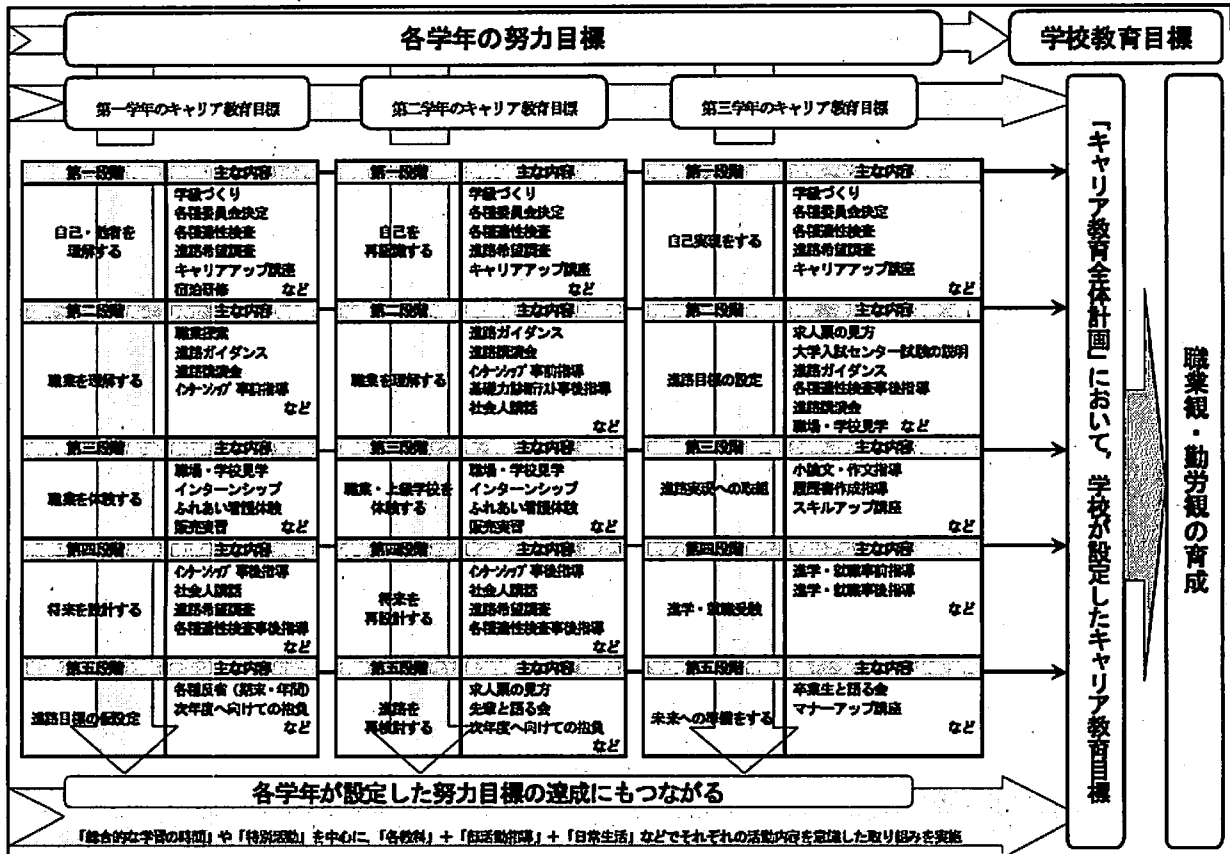 各学年の努力目標
学校教育目標
第一学年のキャリア教育目標
第二学年のキャリア教育目標
第三学年のキャリア教育目標
第一段階
主な内容
自己・他者を
理解する
学級づくり
各種委員会決定
各種適性検査
進路希望調査
キャリアアップ講座
宿泊研修 など
第二段階
主な内容
職業を理解する
職業探索
進路ガイダンス
進路講演会
インターンシップ 事前指導
など
第三段階
主な内容
職業を体験する
職場・学校見学
インターンシップ
ふれあい看護体験
販売実習 など
第四段階
主な内容
将来を設計する
インターンシップ 事後指導
社会人講話
進路希望調査
各種適性検査事後指導
など
第五段階
主な内容
進路目標の仮設定
各種反省(期末・年間)
次年度へ向けての抱負
など
第一段階
主な内容
自己を
再認識する
学級づくり
各種委員会決定
各種適性検査
進路希望調査
キャリアアップ講座
など
第二段階
主な内容
職業を理解する
進路ガイダンス
進路講演会
インターンシップ 事前指導
基礎力診断テスト事後指導
社会人講話
など
第三段階
主な内容
職業・上級学校を
体験する
職場・学校見学
インターンシップ
ふれあい看護体験
販売実習 など
第四段階
主な内容
将来を
再設計する
インターンシップ 事後指導
社会人講話
進路希望調査
各種適性検査事後指導
など
第五段階
主な内容
進路を
再検討する
求人票の見方
先輩と語る会
次年度へ向けての抱負
など
第一段階
主な内容
自己実現をする
学級づくり
各種委員会決定
各種適性検査
進路希望調査
キャリアアップ講座
など
第二段階
主な内容
進路目標の設定
求人票の見方
大学入試センター試験の説明
進路ガイダンス
各種適性検査事後指導
進路講演会
職場・学校見学 など
第三段階
主な内容
進路実現への取組
小論文・作文指導
履歴書作成指導
スキルアップ講座
など
第四段階
主な内容
進学・就職受験
進学・就職事前指導
進学・就職事後指導
など
第五段階
主な内容
未来への準備をする
卒業生と語る会
マナーアップ講座
など
「キャリア教育全体計画」において、学校が設定したキャリア教育目標
職業観・勤労観の育成
各学年が設定した努力目標の達成にもつながる
「総合的な学習の時間」や「特別活動」を中心に、「各教科」+「部活動指導」+「日常生活」などでそれぞれの活動内容を意識した取り組みを実施